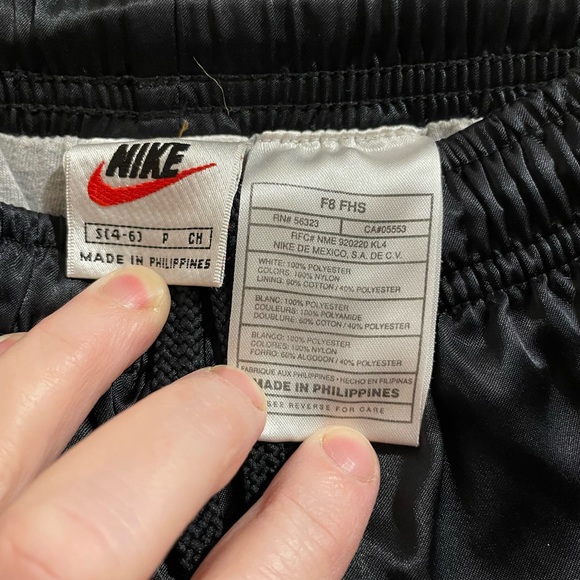 NIKE
S(4-6) P CH
MADE IN PHILIPPINES
F8 FHS
RN# 56323 CA#05553
RFC# NME 920220 KL4
NIKE DE MEXICO, S.A. DE C.V.
WHITE: 100% POLYESTER
COLORS: 100% NYLON
LINING: 60% COTTON / 40% POLYESTER
BLANC: 100% POLYESTER
COULEURS: 100% POLYAMIDE
DOUBLURE: 60% COTON / 40% POLYESTER
BLANCO: 100% POLYESTER
COLORES: 100% NYLON
FORRO: 60% ALGODON / 40% POLYESTER
FABRIQUE AUX PHILIPPINES • HECHO EN FILIPINAS
MADE IN PHILIPPINES
SEE REVERSE FOR CARE